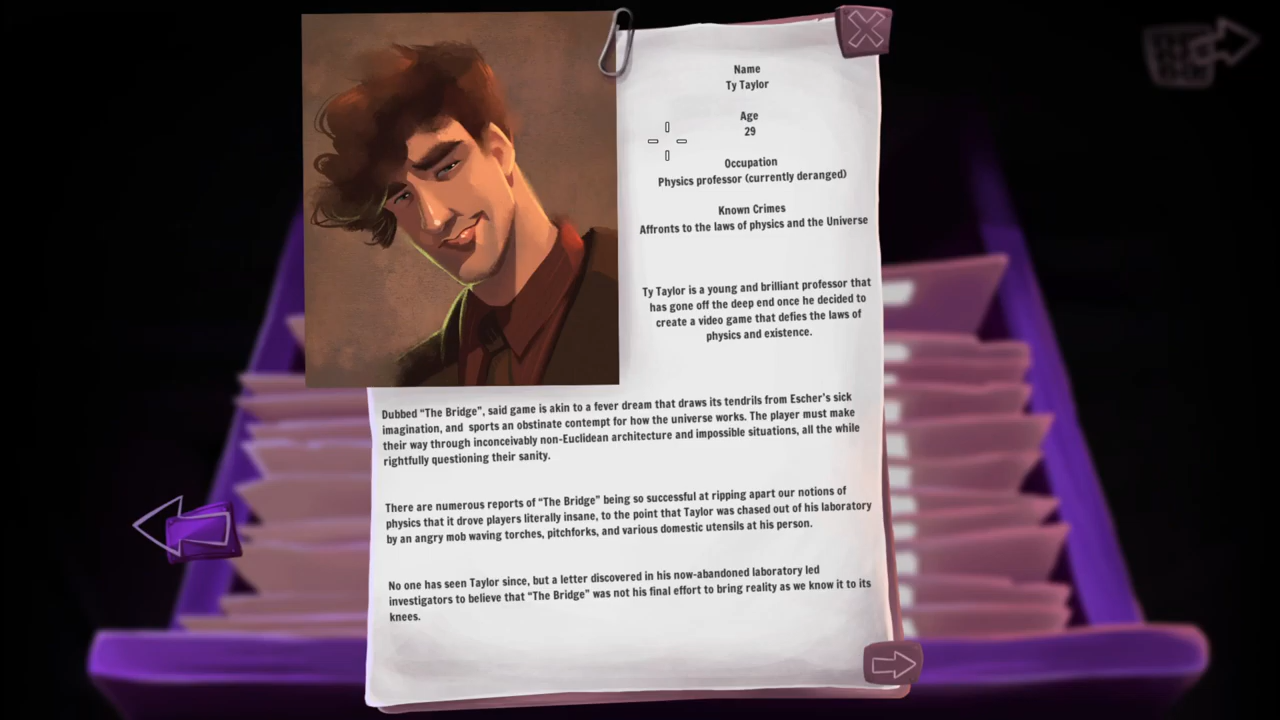 Name
Ty Taylor
Age
29
Occupation
Physics professor (currently deranged)
Known Crimes
Affronts to the laws of physics and the Universe
Ty Taylor is a young and brilliant professor that
has gone off the deep end once he decided to
create a video game that defies the laws of
physics and existence.
Dubbed “The Bridge”, said game is akin to a fever dream that draws its tendrils from Escher's sick
imagination, and sports an obstinate contempt for how the universe works. The player must make
their way through inconceivably non-Euclidean architecture and impossible situations, all the while
rightfully questioning their sanity.
There are numerous reports of “The Bridge” being so successful at ripping apart our notions of
physics that it drove players literally insane, to the point that Taylor was chased out of his laboratory
by an angry mob waving torches, pitchforks, and various domestic utensils at his person.
No one has seen Taylor since, but a letter discovered in his now-abandoned laboratory led
investigators to believe that “The Bridge” was not his final effort to bring reality as we know it to its
knees.